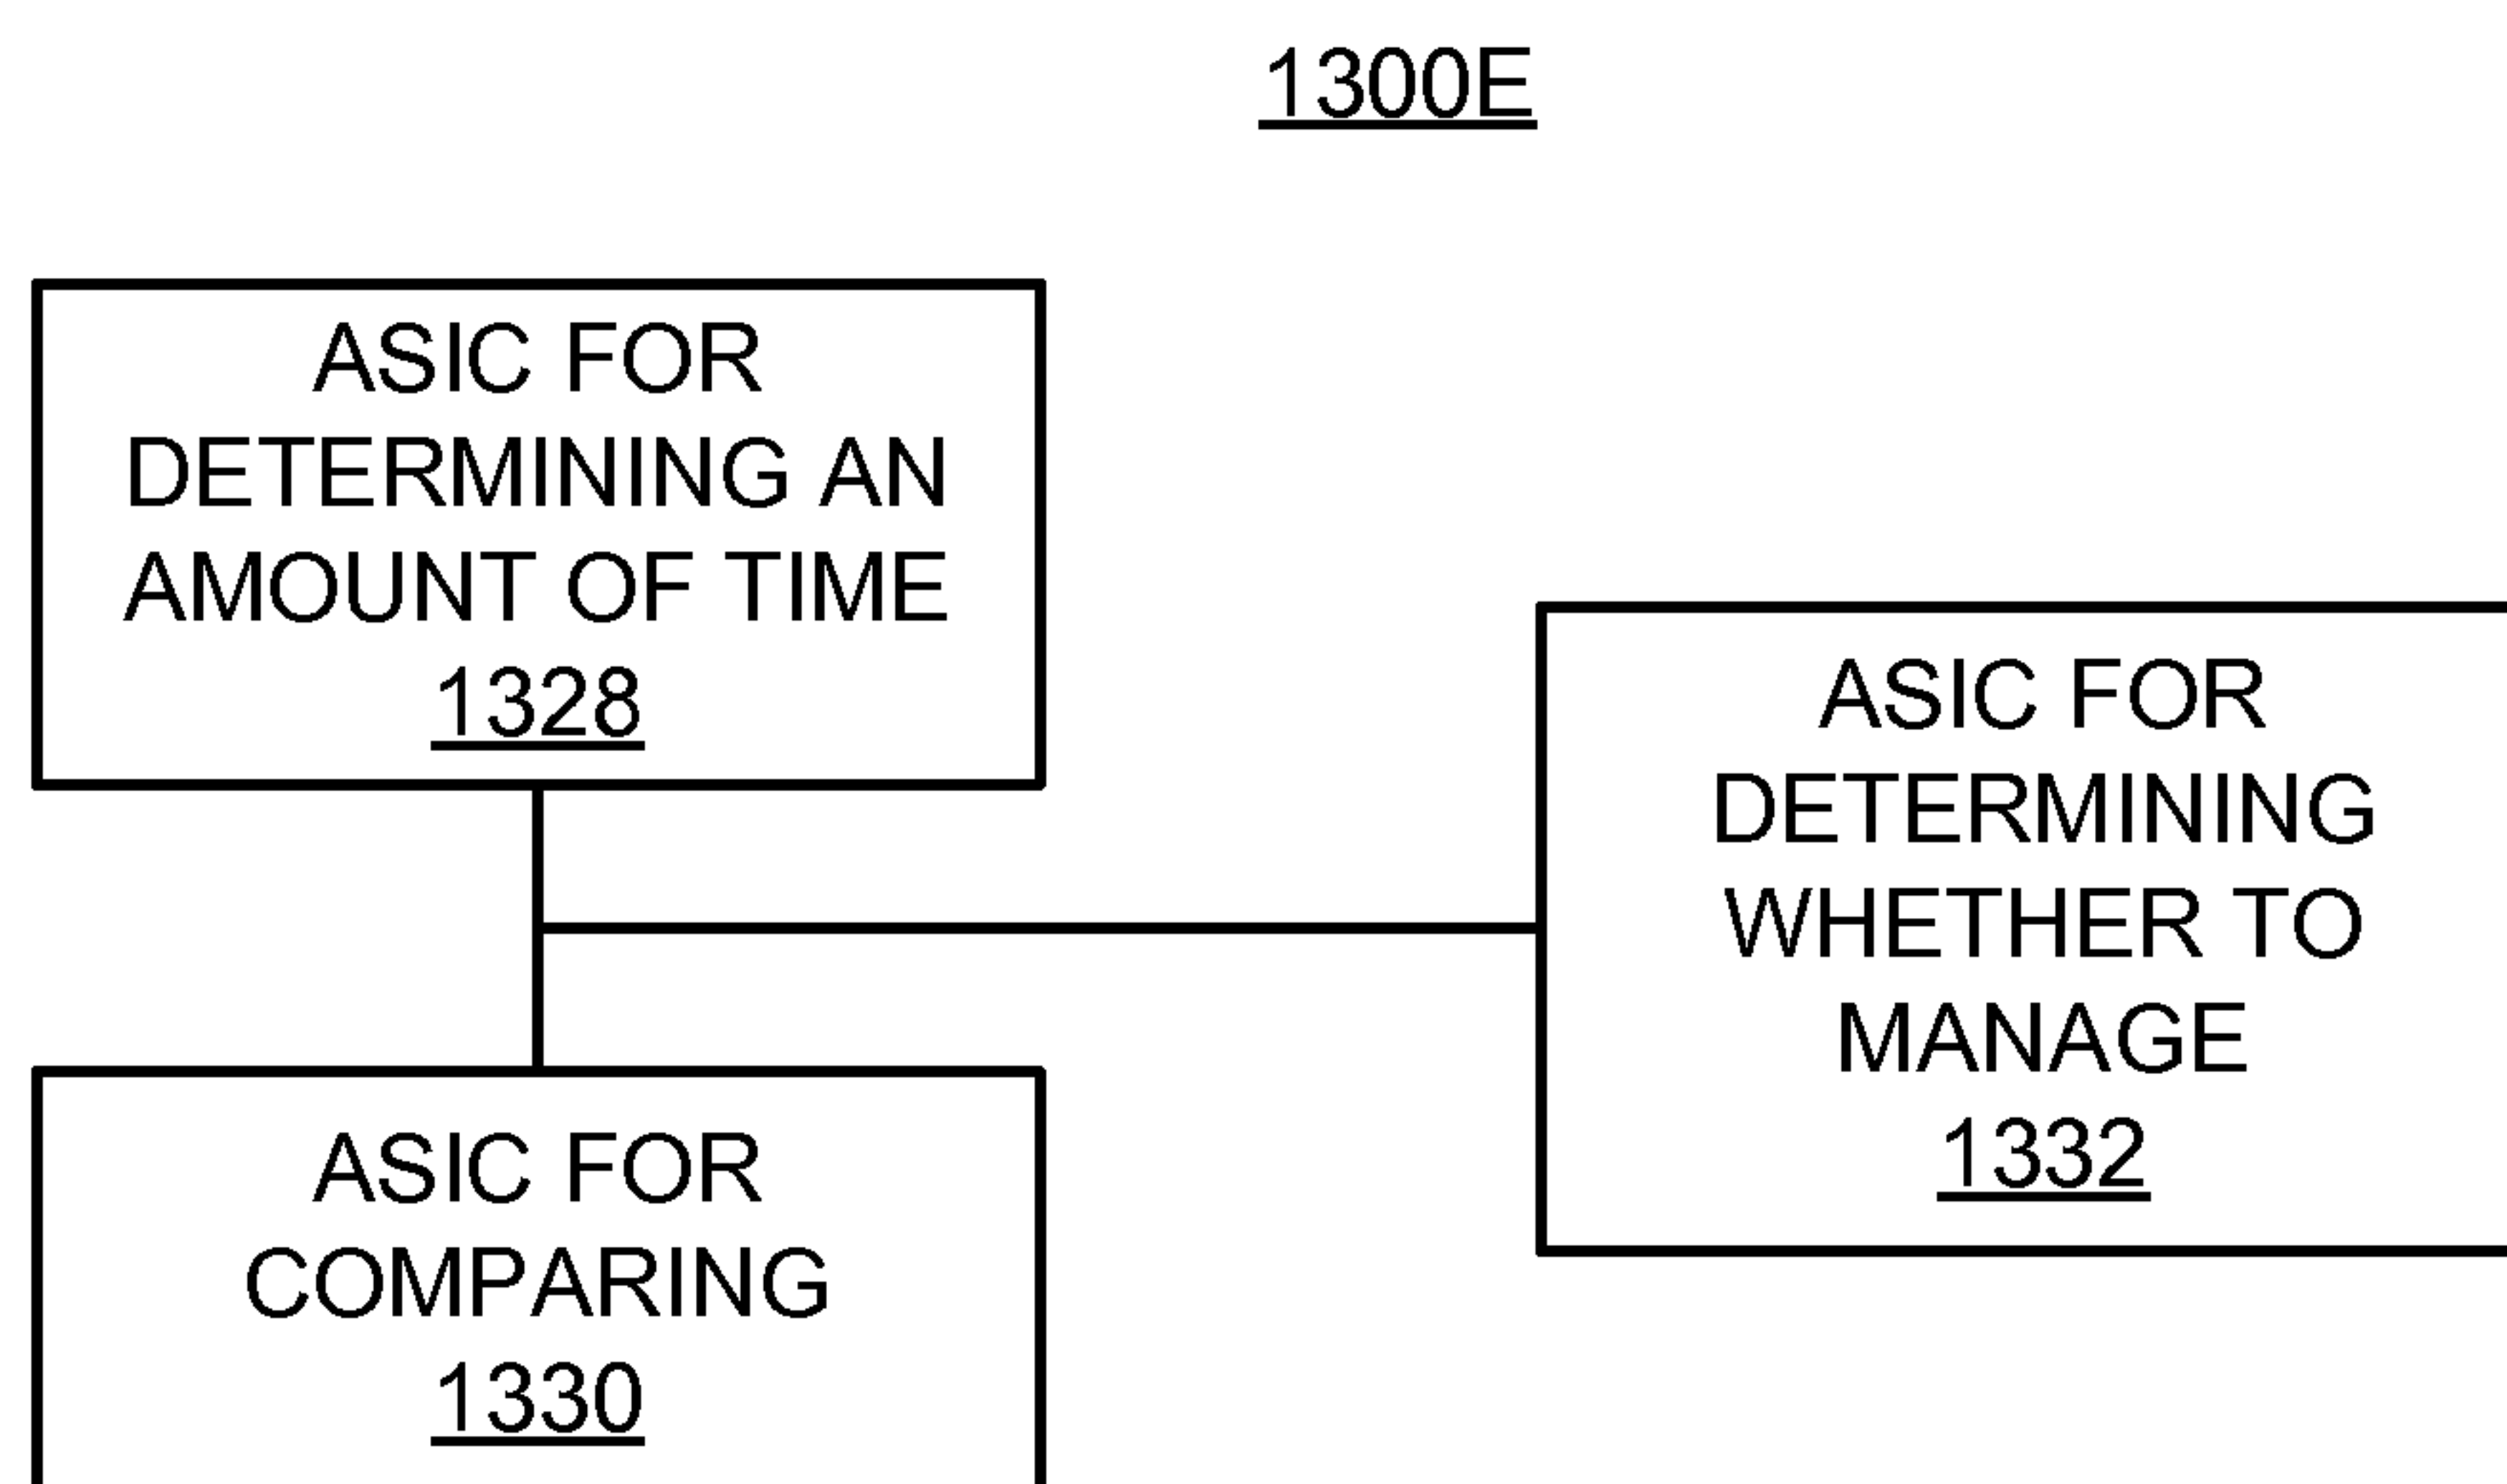 1300E
ASIC FOR
DETERMINING AN
AMOUNT OF TIME
1328
ASIC FOR
DETERMINING
WHETHER TO
MANAGE
1332
ASIC FOR
COMPARING
1330